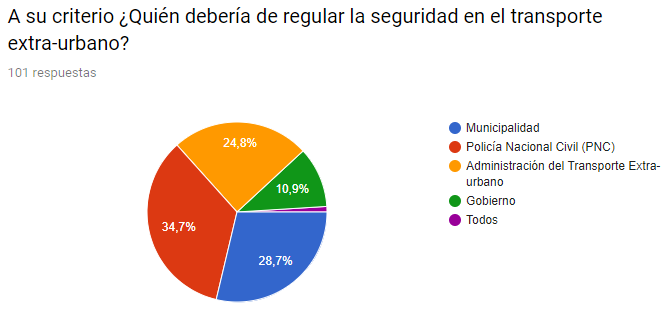 A su criterio ¿Quién debería de regular la seguridad en el transporte
extra-urbano?
101 respuestas
24,8%
10,9%
34,7%
28,7%
Municipalidad
Policía Nacional Civil (PNC)
Administración del Transporte Extra-
urbano
Gobierno
Todos